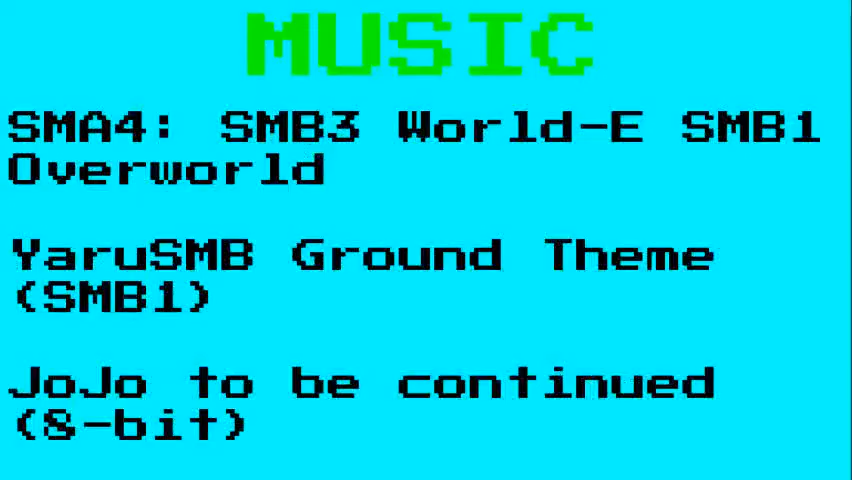 MUSIC
SMA4: SMB3 World-E SMB1
Overworld
YaruSMB Ground Theme
(SMB1)
JoJo to be continued
(8-bit)